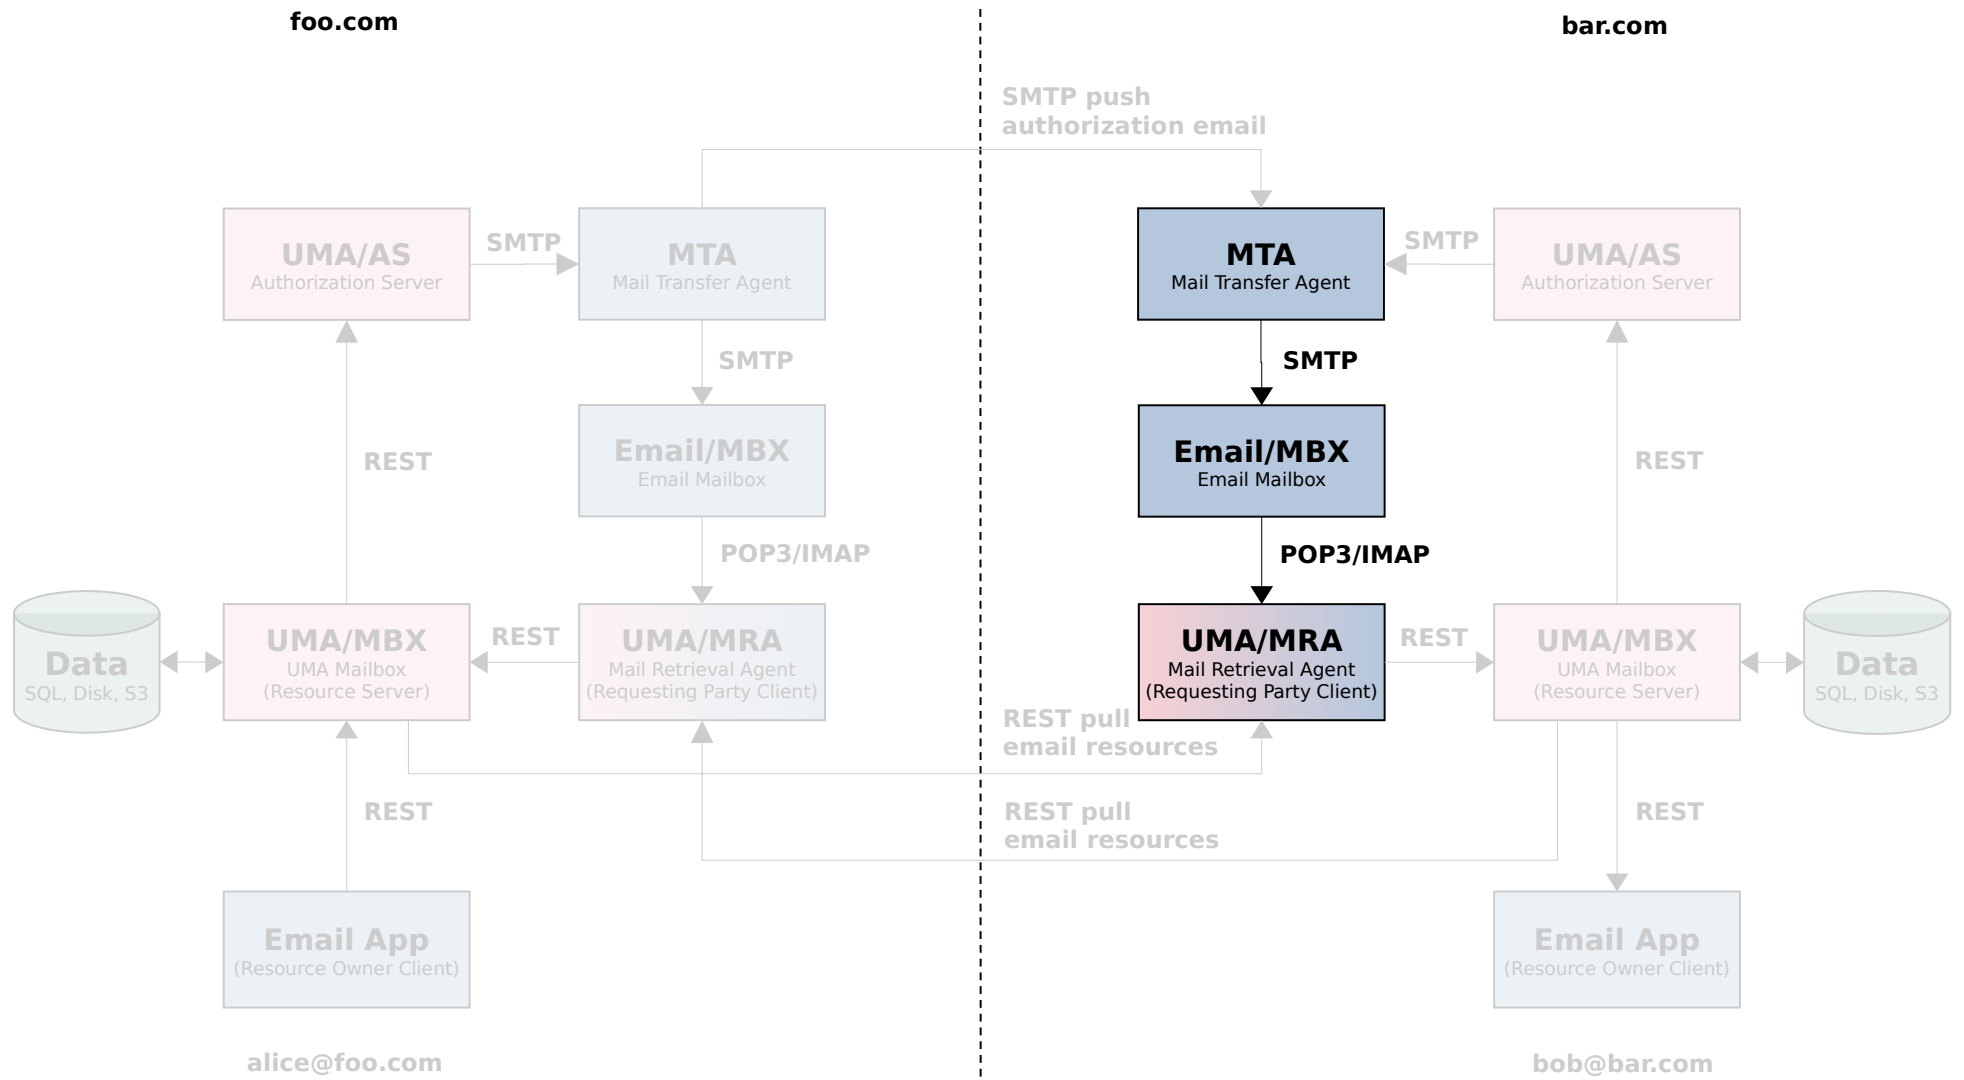 foo.com
bar.com
SMTP push
authorization email
UMA/AS
Authorization Server
SMTP
MTA
Mail Transfer Agent
MTA
Mail Transfer Agent
SMTP
UMA/AS
Authorization Server
SMTP
SMTP
Email/MBX
Email Mailbox
Email/MBX
Email Mailbox
REST
REST
POP3/IMAP
POP3/IMAP
Data
SQL, Disk, S3
UMA/MBX
UMA Mailbox
(Resource Server)
REST
UMA/MRA
Mail Retrieval Agent
(Requesting Party Client)
UMA/MRA
Mail Retrieval Agent
(Requesting Party Client)
REST
UMA/MBX
UMA Mailbox
(Resource Server)
Data
SQL, Disk, S3
REST pull
email resources
REST
REST pull
email resources
REST
Email App
(Resource Owner Client)
Email App
(Resource Owner Client)
alice@foo.com
bob@bar.com